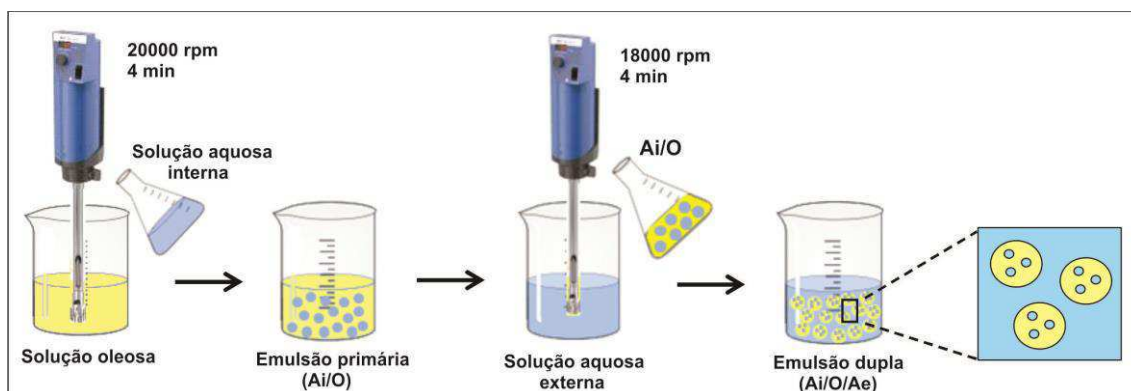 20000 rpm
4 min
Solução aquosa
interna
Solução oleosa
Emulsão primária
(Ai/O)
18000 rpm
4 min
Ai/O
Solução aquosa
externa
Emulsão dupla
(Ai/O/Ae)